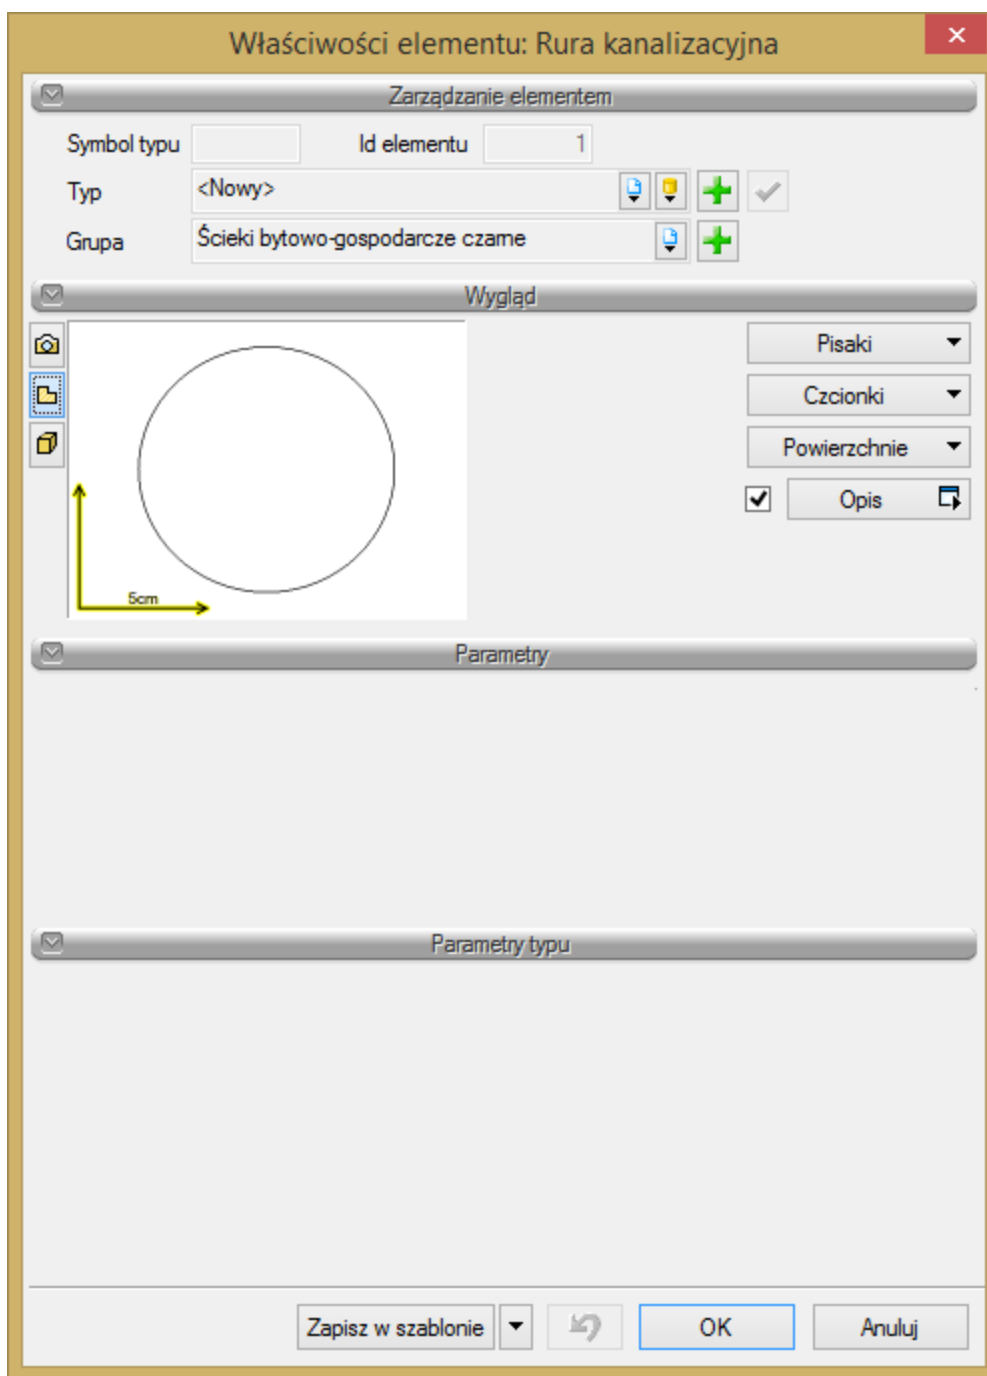 Właściwości elementu: Rura kanalizacyjna
Zarządzanie elementem
Symbol typu
Id elementu 1
Typ <Nowy>
Grupa Ścieki bytowo-gospodarcze czarne
Wygląd
Pisaki
Czcionki
Powierzchnie
Opis
5cm
Parametry
Parametry typu
Zapisz w szablonie OK Anuluj